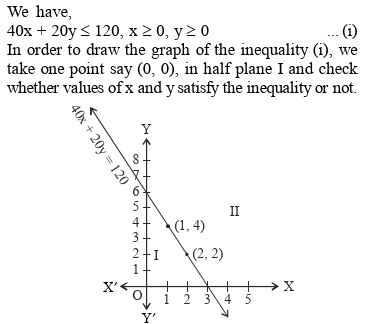 We have,
40x + 20y ≤ 120, x ≥ 0, y ≥ 0 ... (i)
In order to draw the graph of the inequality (i), we
take one point say (0, 0), in half plane I and check
whether values of x and y satisfy the inequality or not.
40x + 20y = 120
Y
8
7
6
5
4
3
2
1
(1, 4)
II
I
(2, 2)
X′
O
1 2 3 4 5
X
Y′